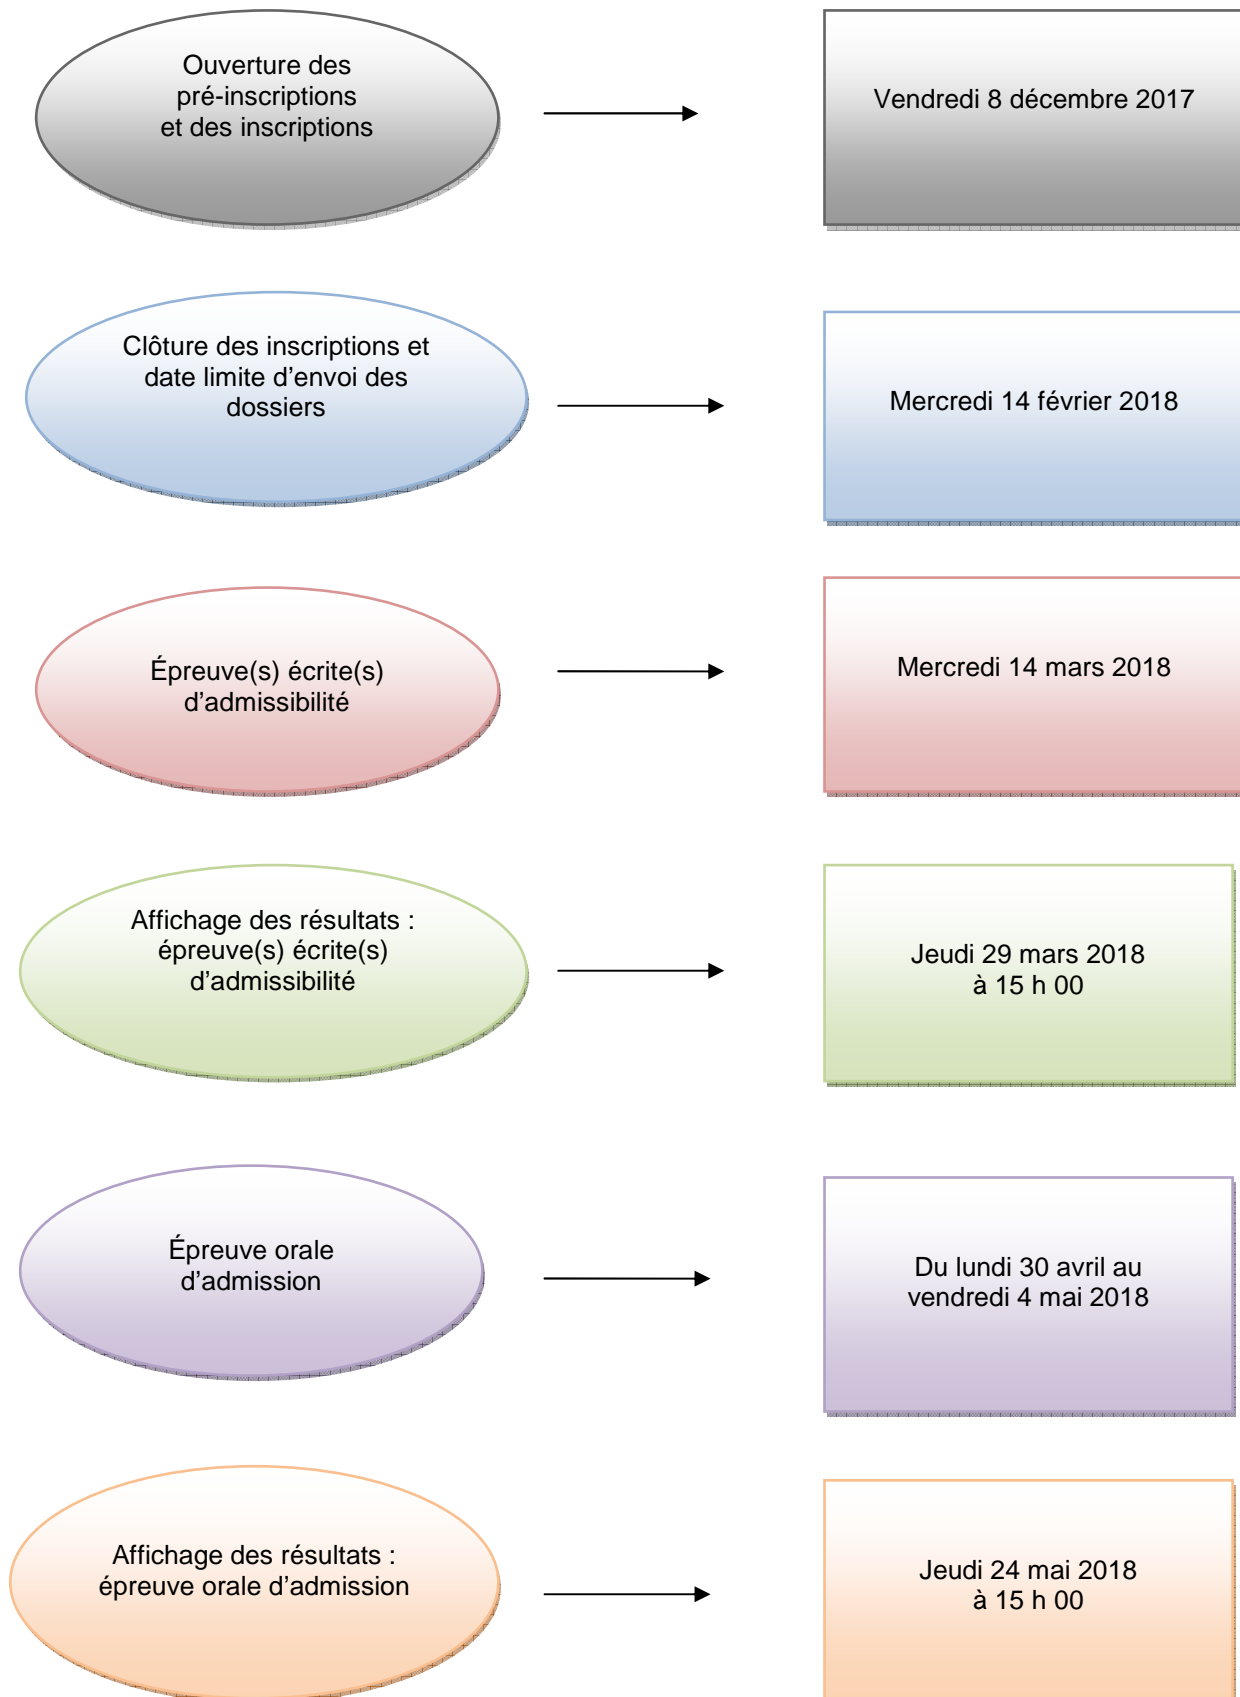 Ouverture des
pré-inscriptions
et des inscriptions
Vendredi 8 décembre 2017
Clôture des inscriptions et
date limite d’envoi des
dossiers
Mercredi 14 février 2018
Épreuve(s) écrite(s)
d’admissibilité
Mercredi 14 mars 2018
Affichage des résultats :
épreuve(s) écrite(s)
d’admissibilité
Jeudi 29 mars 2018
à 15 h 00
Épreuve orale
d’admission
Du lundi 30 avril au
vendredi 4 mai 2018
Affichage des résultats :
épreuve orale d’admission
Jeudi 24 mai 2018
à 15 h 00